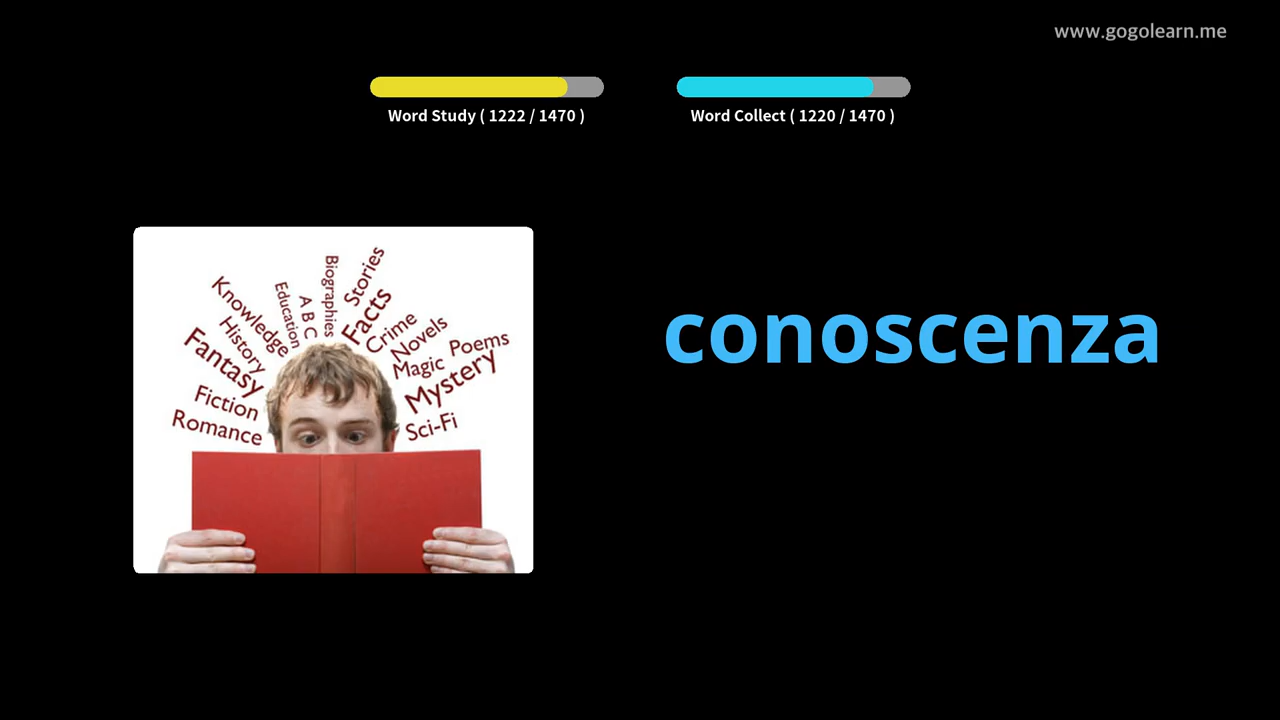 www.gogolearn.me
Word Study ( 1222 / 1470 )
Word Collect ( 1220 / 1470 )
Biographies
Stories
Education
A B C
Facts
Knowledge
Crime
History
Novels
Fantasy
Magic
Poems
Mystery
Fiction
Romance
Sci-Fi
conoscenza